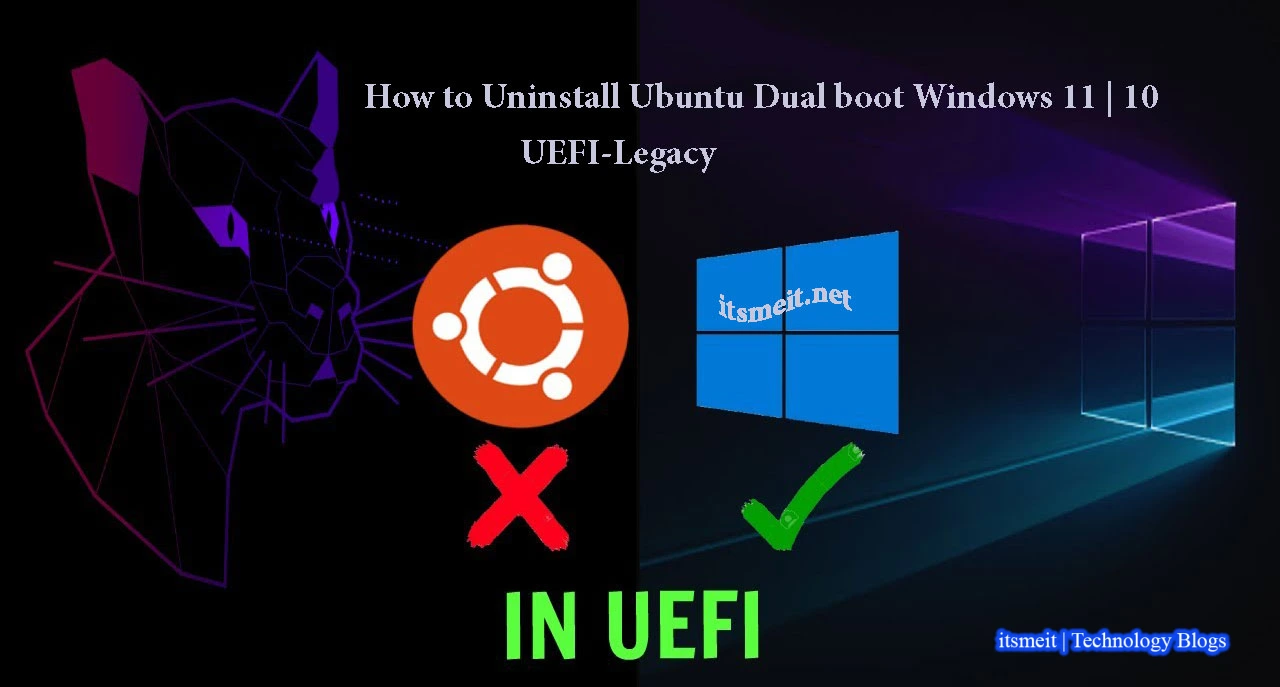 How to Uninstall Ubuntu Dual boot Windows 11 | 10
UEFI-Legacy
itsmeit.net
IN UEFI
itsmeit | Technology Blogs